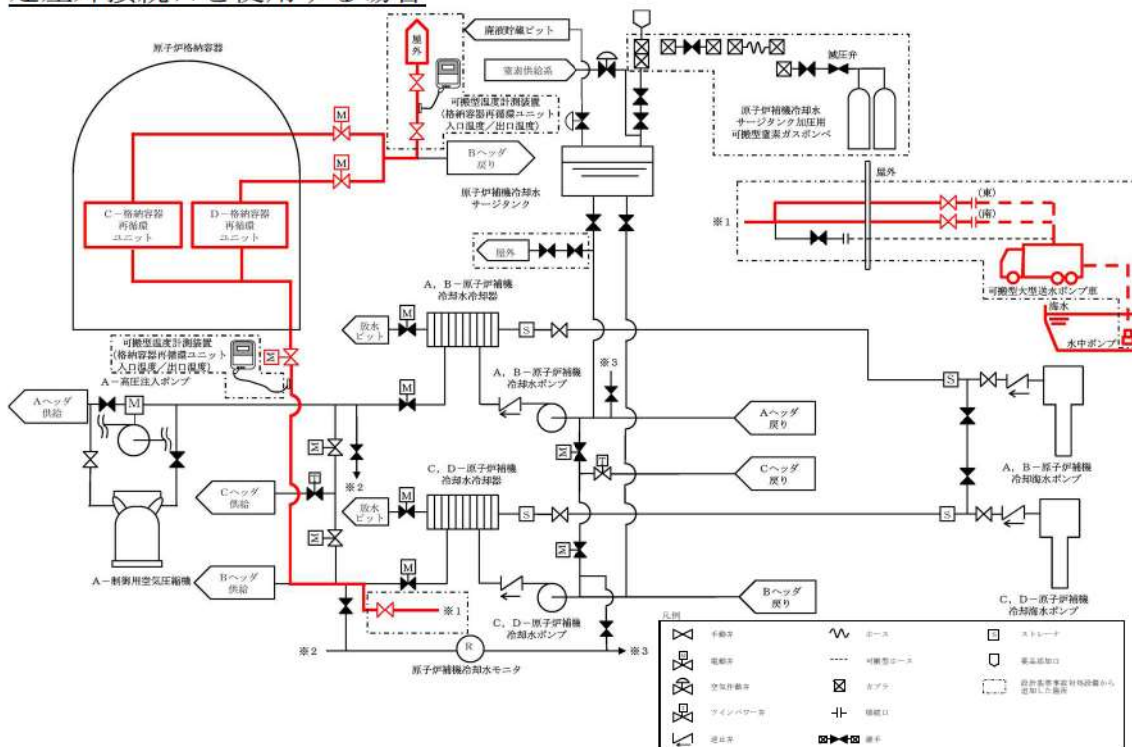 原子炉格納容器
屋外
廃液貯蔵ピット
窒素供給系
可搬型温度計測装置
(格納容器再循環ユニット
入口温度/出口温度)
減圧弁
原子炉補機冷却水
サージタンク加圧用
可搬型窒素ガスボンベ
M
M
Bヘッダ
戻り
原子炉補機冷却水
サージタンク
屋外
C-格納容器
再循環
ユニット
D-格納容器
再循環
ユニット
※1
(東)
(南)
屋外
可搬型大型送水ポンプ車
海水
水中ポンプ
A,B-原子炉補機
冷却水冷却器
放水
ピット
M
S
可搬型温度計測装置
(格納容器再循環ユニット
入口温度/出口温度)
M
A-高圧注入ポンプ
A,B-原子炉補機
冷却水ポンプ
※3
S
Aヘッダ
供給
M
M
Aヘッダ
戻り
M
M
※2
C,D-原子炉補機
冷却水冷却器
T
Cヘッダ
戻り
A,B-原子炉補機
冷却海水ポンプ
Cヘッダ
供給
T
放水
ピット
M
S
S
M
M
M
A-制御用空気圧縮機
Bヘッダ
供給
※1
C,D-原子炉補機
冷却水ポンプ
Bヘッダ
戻り
C,D-原子炉補機
冷却海水ポンプ
※2
R
※3
原子炉補機冷却水モニタ
凡例
手動弁
ホース
S
ストレーナ
電動弁
可搬型ホース
薬品添加口
空気作動弁
カプラ
設計基準事故対処設備から
追加した箇所
ツインパワー弁
接続口
逆止弁
継手